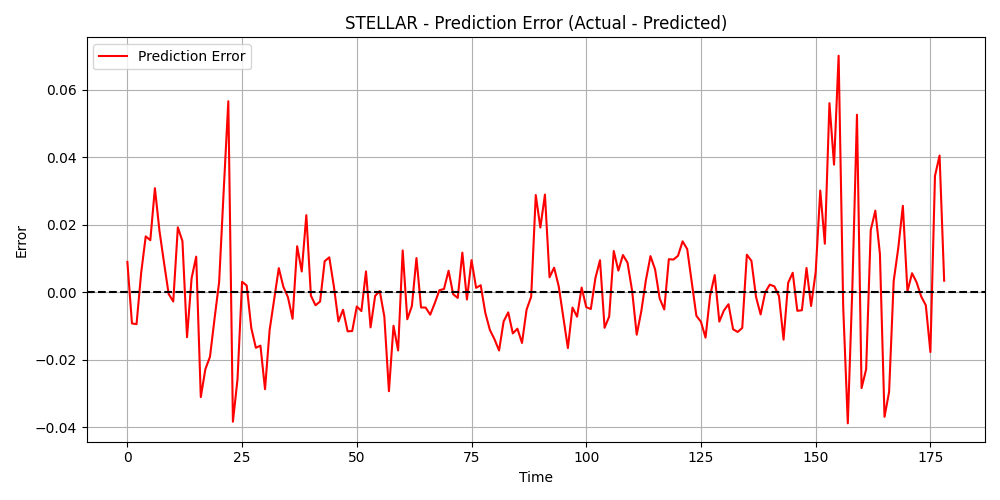 STELLAR - Prediction Error (Actual - Predicted)
Prediction Error
0.06
0.04
0.02
0.00
−0.02
−0.04
Error
0 25 50 75 100 125 150 175
Time